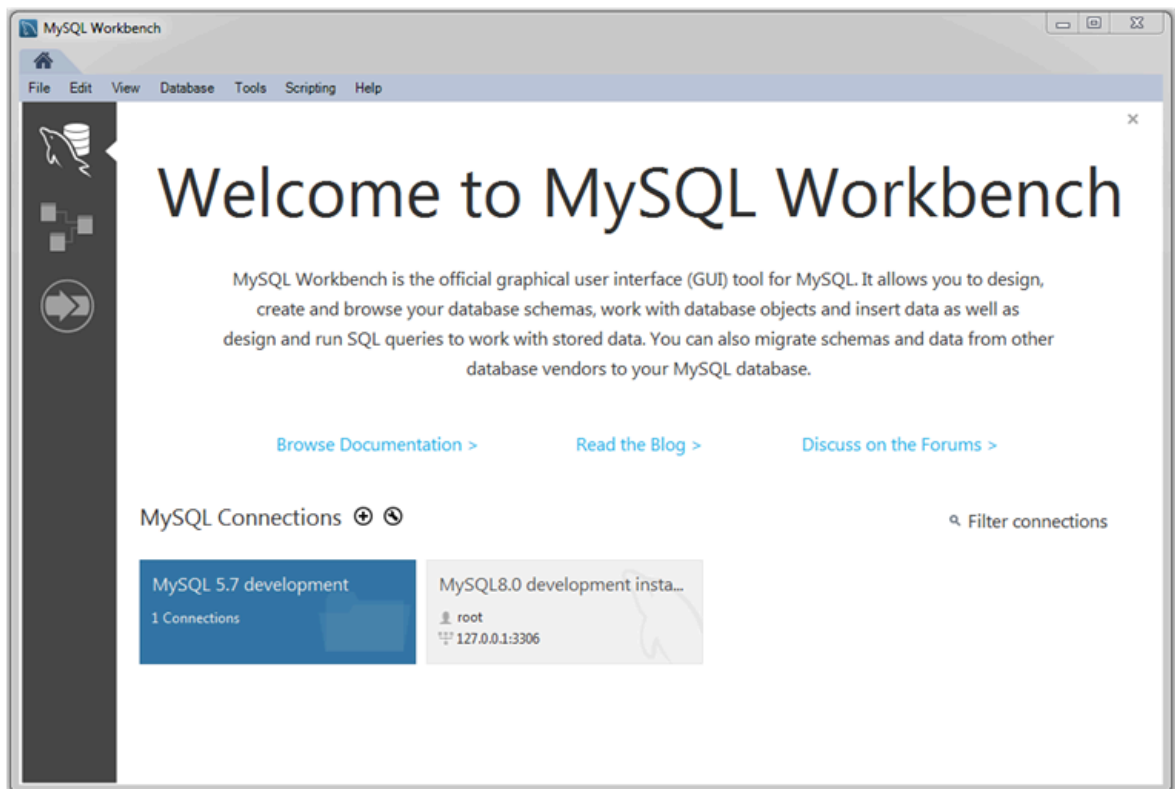 MySQL Workbench
File Edit View Database Tools Scripting Help
Welcome to MySQL Workbench
MySQL Workbench is the official graphical user interface (GUI) tool for MySQL. It allows you to design,
create and browse your database schemas, work with database objects and insert data as well as
design and run SQL queries to work with stored data. You can also migrate schemas and data from other
database vendors to your MySQL database.
Browse Documentation > Read the Blog > Discuss on the Forums >
MySQL Connections Filter connections
MySQL 5.7 development
1 Connections
MySQL8.0 development insta...
root
127.0.0.1:3306